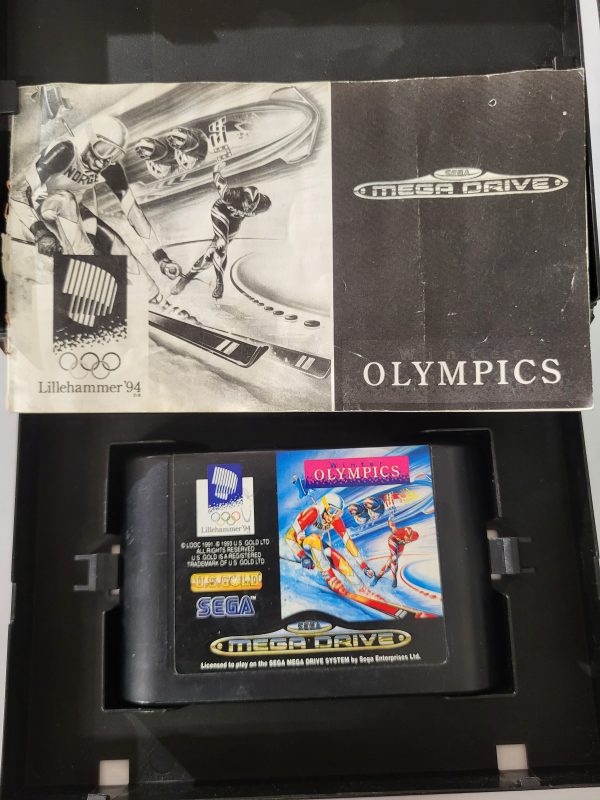 NORGE
SEGA
MEGA DRIVE
Lillehammer'94
OLYMPICS
WINTER
OLYMPICS
Lillehammer'94
© LOOC 1991. © 1993 U.S. GOLD LTD
ALL RIGHTS RESERVED
U.S. GOLD IS A REGISTERED
TRADEMARK OF U.S. GOLD LTD
U.S. GOLD
SEGA
SEGA
MEGA DRIVE
Licensed to play on the SEGA MEGA DRIVE SYSTEM by Sega Enterprises Ltd.